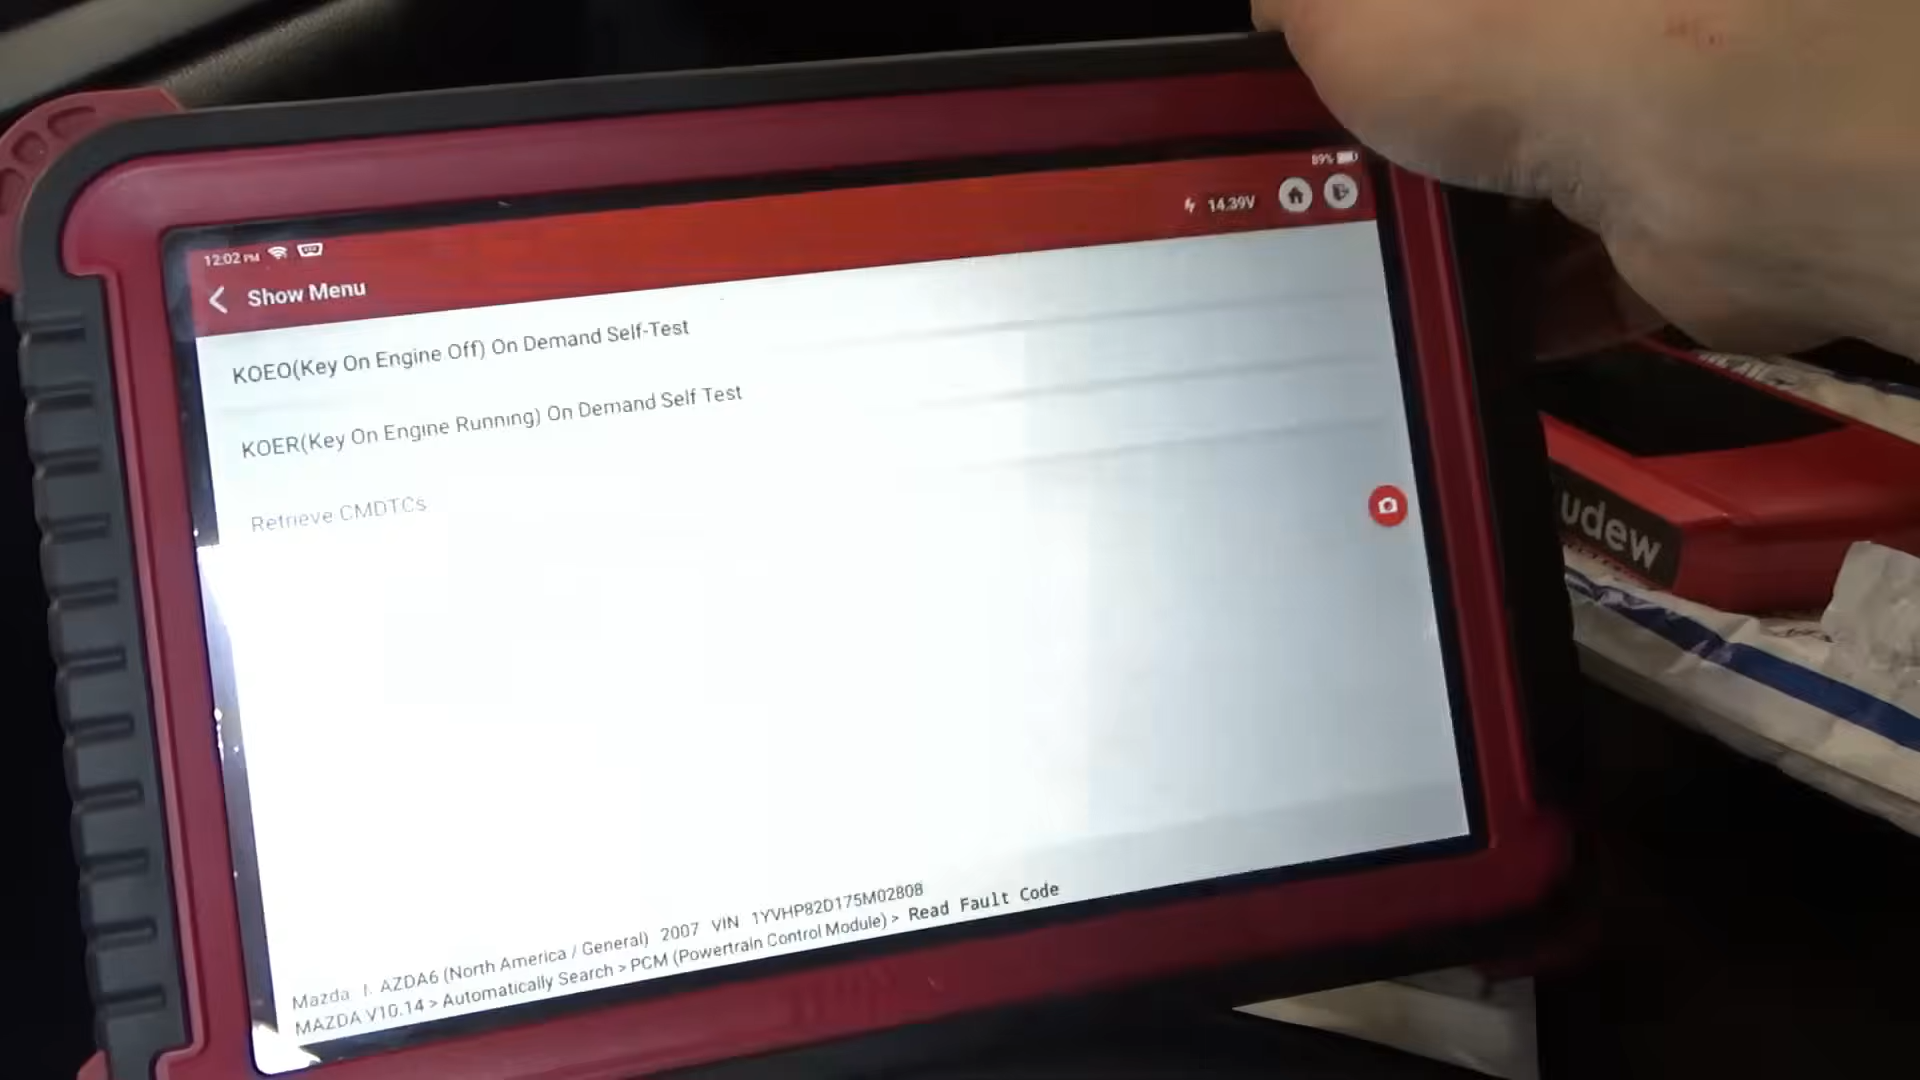 89%
14.39V
12:02 PM
Show Menu
KOEO(Key On Engine Off) On Demand Self-Test
KOER(Key On Engine Running) On Demand Self Test
Retrieve CMDTCs
udew
Mazda AZDA6 (North America / General) 2007 VIN 1YVHP82D175M02808
MAZDA V10.14 > Automatically Search > PCM (Powertrain Control Module) > Read Fault Code